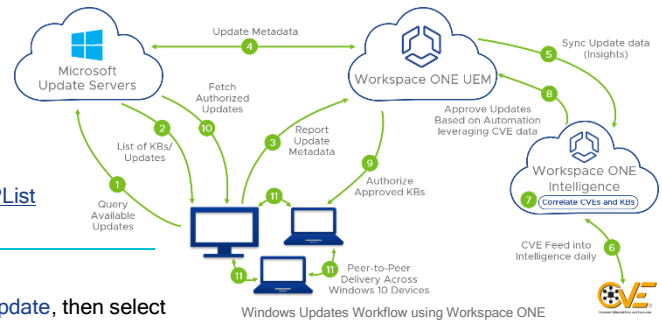 Update Metadata
4
Microsoft
Update Servers
Workspace ONE UEM
5
Sync Update data
(Insights)
Fetch
Authorized
Updates
8
Approve Updates
Based on Automation
leveraging CVE data
2
10
3
Report
Update
Metadata
List of KBs/
Updates
9
Authorize
Approved KBs
Workspace ONE
Intelligence
7
Correlate CVEs and KBs
1
Query
Available
Updates
11
PList
CVE Feed into
Intelligence daily
6
11
11
Peer-to-Peer
Delivery Across
Windows 10 Devices
CVE
pdate, then select
Windows Updates Workflow using Workspace ONE